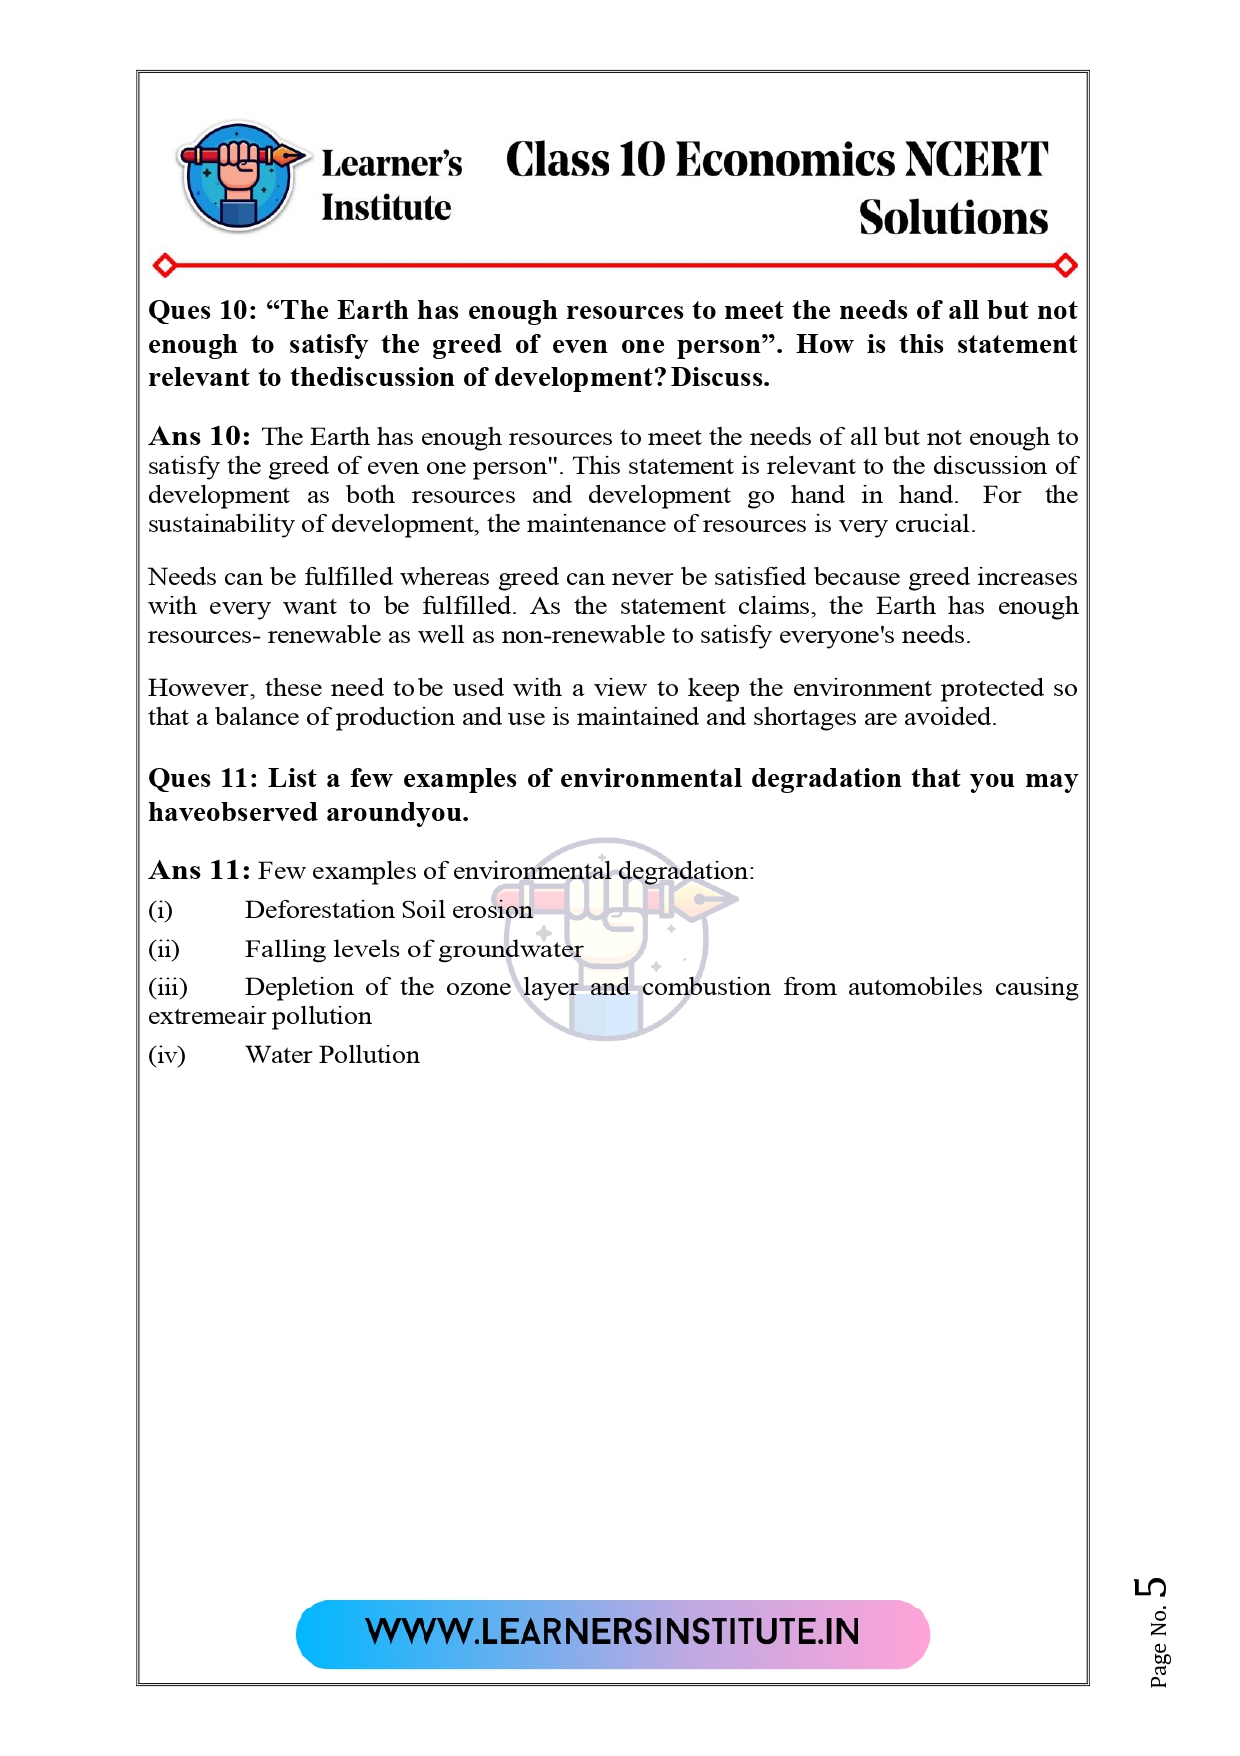 Learner's
Institute
Class 10 Economics NCERT
Solutions
Ques 10: “The Earth has enough resources to meet the needs of all but not
enough to satisfy the greed of even one person”. How is this statement
relevant to thediscussion of development? Discuss.
Ans 10: The Earth has enough resources to meet the needs of all but not enough to
satisfy the greed of even one person". This statement is relevant to the discussion of
development as both resources and development go hand in hand. For the
sustainability of development, the maintenance of resources is very crucial.
Needs can be fulfilled whereas greed can never be satisfied because greed increases
with every want to be fulfilled. As the statement claims, the Earth has enough
resources- renewable as well as non-renewable to satisfy everyone's needs.
However, these need tobe used with a view to keep the environment protected so
that a balance of production and use is maintained and shortages are avoided.
Ques 11: List a few examples of environmental degradation that you may
haveobserved aroundyou.
Ans 11: Few examples of environmental degradation:
(i) Deforestation Soil erosion
(ii) Falling levels of groundwater
(iii) Depletion of the ozone layer and combustion from automobiles causing
extremeair pollution
(iv) Water Pollution
WWW.LEARNERSINSTITUTE.IN
Page No. 5